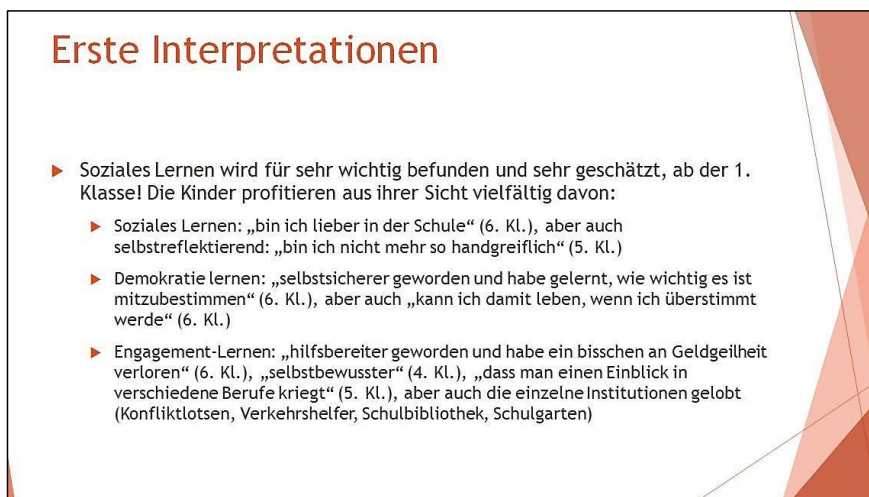 Erste Interpretationen
Soziales Lernen wird für sehr wichtig befunden und sehr geschätzt, ab der 1.
Klasse! Die Kinder profitieren aus ihrer Sicht vielfältig davon:
Soziales Lernen: „bin ich lieber in der Schule“ (6. Kl.), aber auch
selbstreflektierend: „bin ich nicht mehr so handgreiflich“ (5. Kl.)
Demokratie lernen: „selbstsicherer geworden und habe gelernt, wie wichtig es ist
mitzubestimmen“ (6. Kl.), aber auch „kann ich damit leben, wenn ich überstimmt
werde“ (6. Kl.)
Engagement-Lernen: „hilfsbereiter geworden und habe ein bisschen an Geldgeilheit
verloren“ (6. Kl.), „selbstbewusster“ (4. Kl.), „dass man einen Einblick in
verschiedene Berufe kriegt“ (5. Kl.), aber auch die einzelne Institutionen gelobt
(Konfliktlotsen, Verkehrshelfer, Schulbibliothek, Schulgarten)